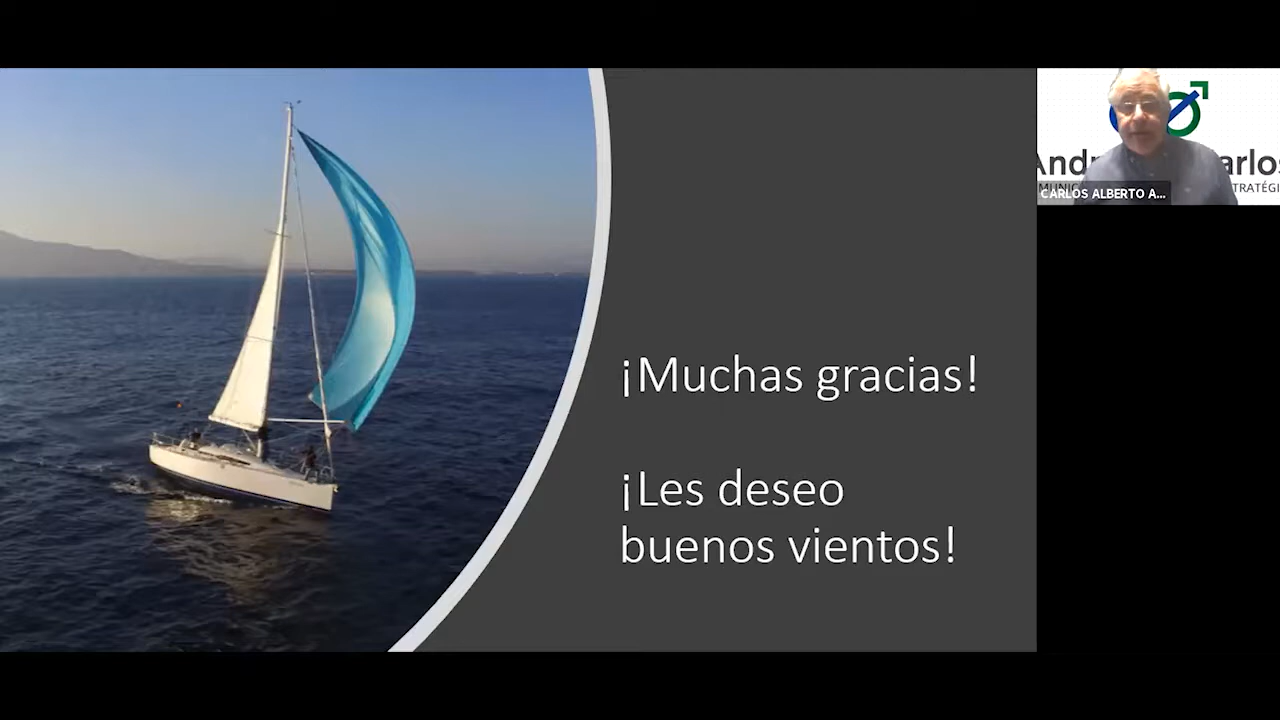 ¡Muchas gracias!
¡Les deseo
buenos vientos!
CARLOS ALBERTO A...